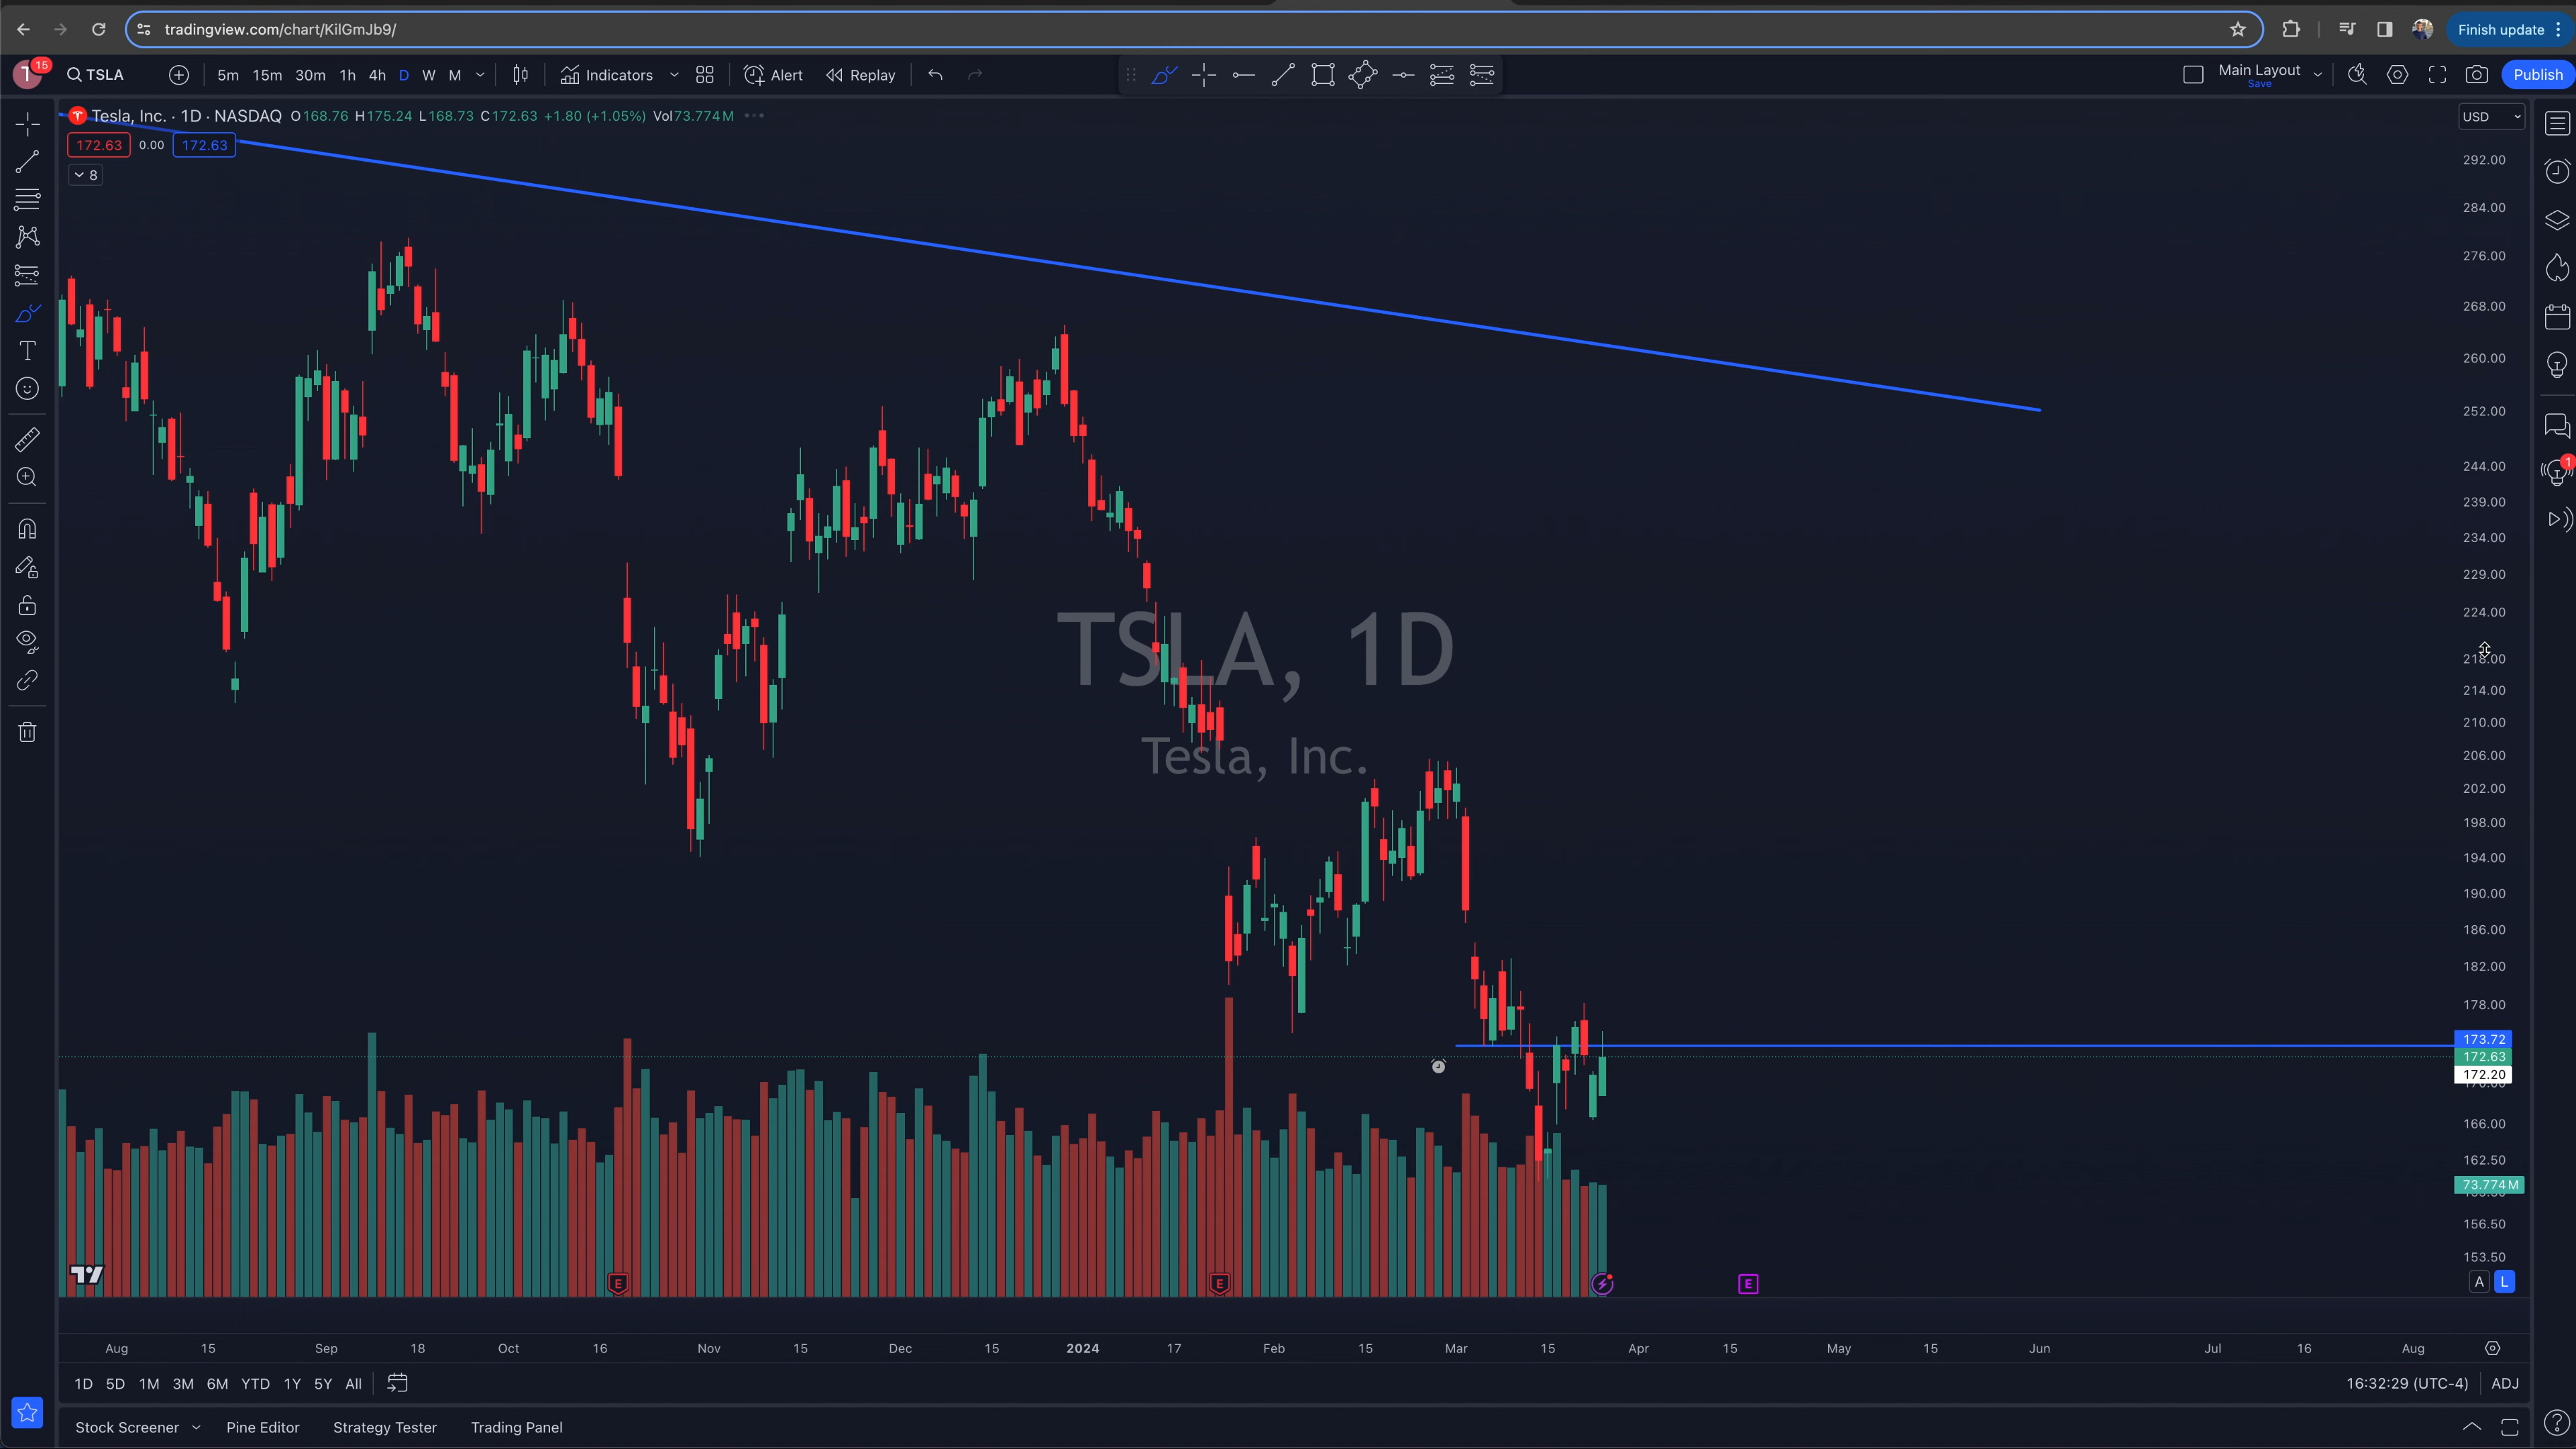 tradingview.com/chart/KilGmJb9/
Finish update
T 15 TSLA 5m 15m 30m 1h 4h D W M Indicators Alert Replay Main Layout Save Publish
Tesla, Inc. · 1D · NASDAQ O168.76 H175.24 L168.73 C172.63 +1.80 (+1.05%) Vol73.774M
USD
172.63 0.00 172.63
8
292.00
284.00
276.00
268.00
260.00
252.00
244.00
1
239.00
234.00
229.00
224.00
218.00
214.00
210.00
206.00
202.00
198.00
194.00
190.00
186.00
182.00
178.00
173.72
172.63
172.20
166.00
162.50
73.774M
156.50
153.50
TSLA, 1D
Tesla, Inc.
E E E
A L
Aug 15 Sep 18 Oct 16 Nov 15 Dec 15 2024 17 Feb 15 Mar 15 Apr 15 May 15 Jun Jul 16 Aug
1D 5D 1M 3M 6M YTD 1Y 5Y All
16:32:29 (UTC-4) ADJ
Stock Screener Pine Editor Strategy Tester Trading Panel